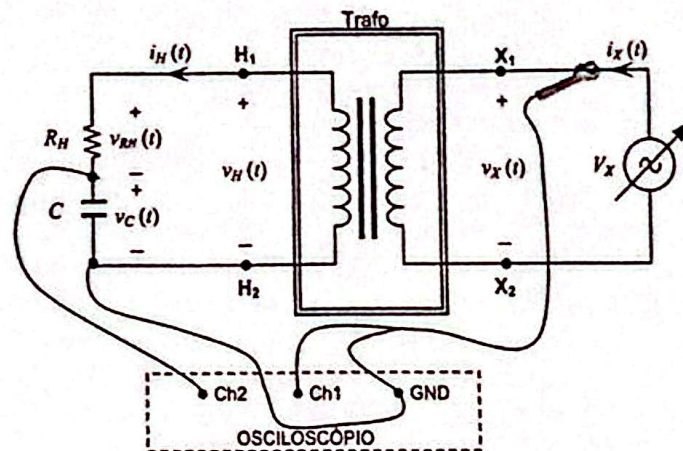 Trafo
i_H(t) H₁ X₁ i_X(t)
+ + +
R_H v_RH(t)
− v_H(t) v_X(t) V_X
+
C v_C(t)
− − −
H₂ X₂
Ch2 Ch1 GND
OSCILOSCÓPIO